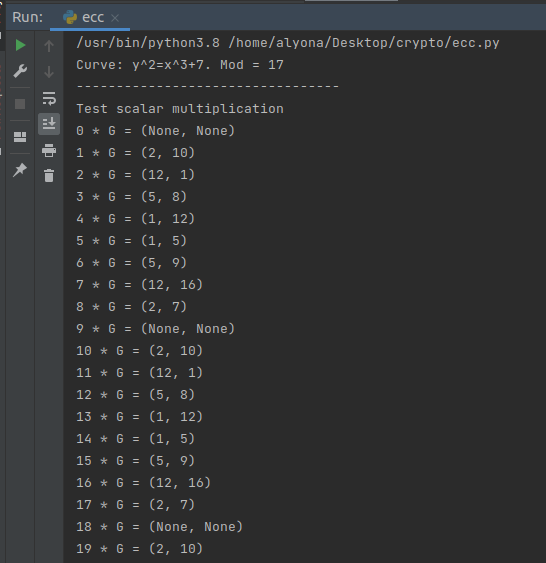 Run: ecc
/usr/bin/python3.8 /home/alyona/Desktop/crypto/ecc.py
Curve: y^2=x^3+7. Mod = 17
---------------------------------
Test scalar multiplication
0 * G = (None, None)
1 * G = (2, 10)
2 * G = (12, 1)
3 * G = (5, 8)
4 * G = (1, 12)
5 * G = (1, 5)
6 * G = (5, 9)
7 * G = (12, 16)
8 * G = (2, 7)
9 * G = (None, None)
10 * G = (2, 10)
11 * G = (12, 1)
12 * G = (5, 8)
13 * G = (1, 12)
14 * G = (1, 5)
15 * G = (5, 9)
16 * G = (12, 16)
17 * G = (2, 7)
18 * G = (None, None)
19 * G = (2, 10)